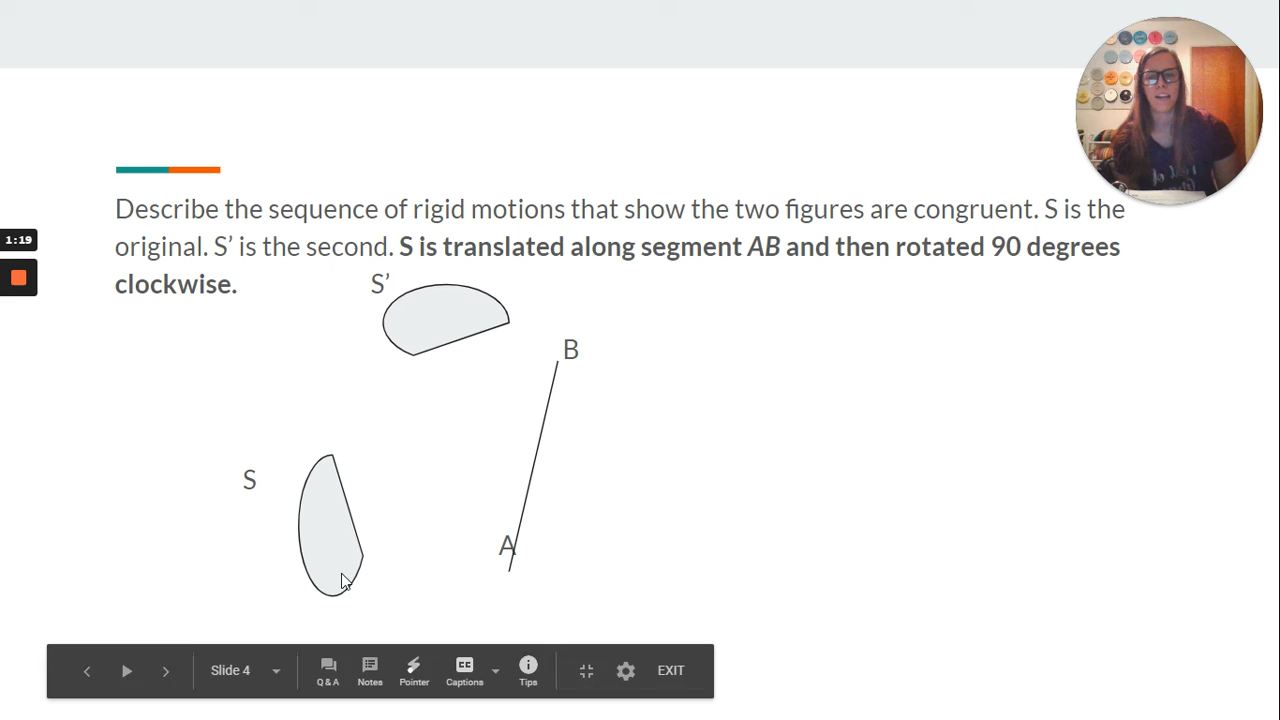 Describe the sequence of rigid motions that show the two figures are congruent. S is the
original. S’ is the second. S is translated along segment AB and then rotated 90 degrees
clockwise.
S’
B
S
A
1:19
Slide 4
Q & A
Notes
Pointer
CC
Captions
Tips
EXIT